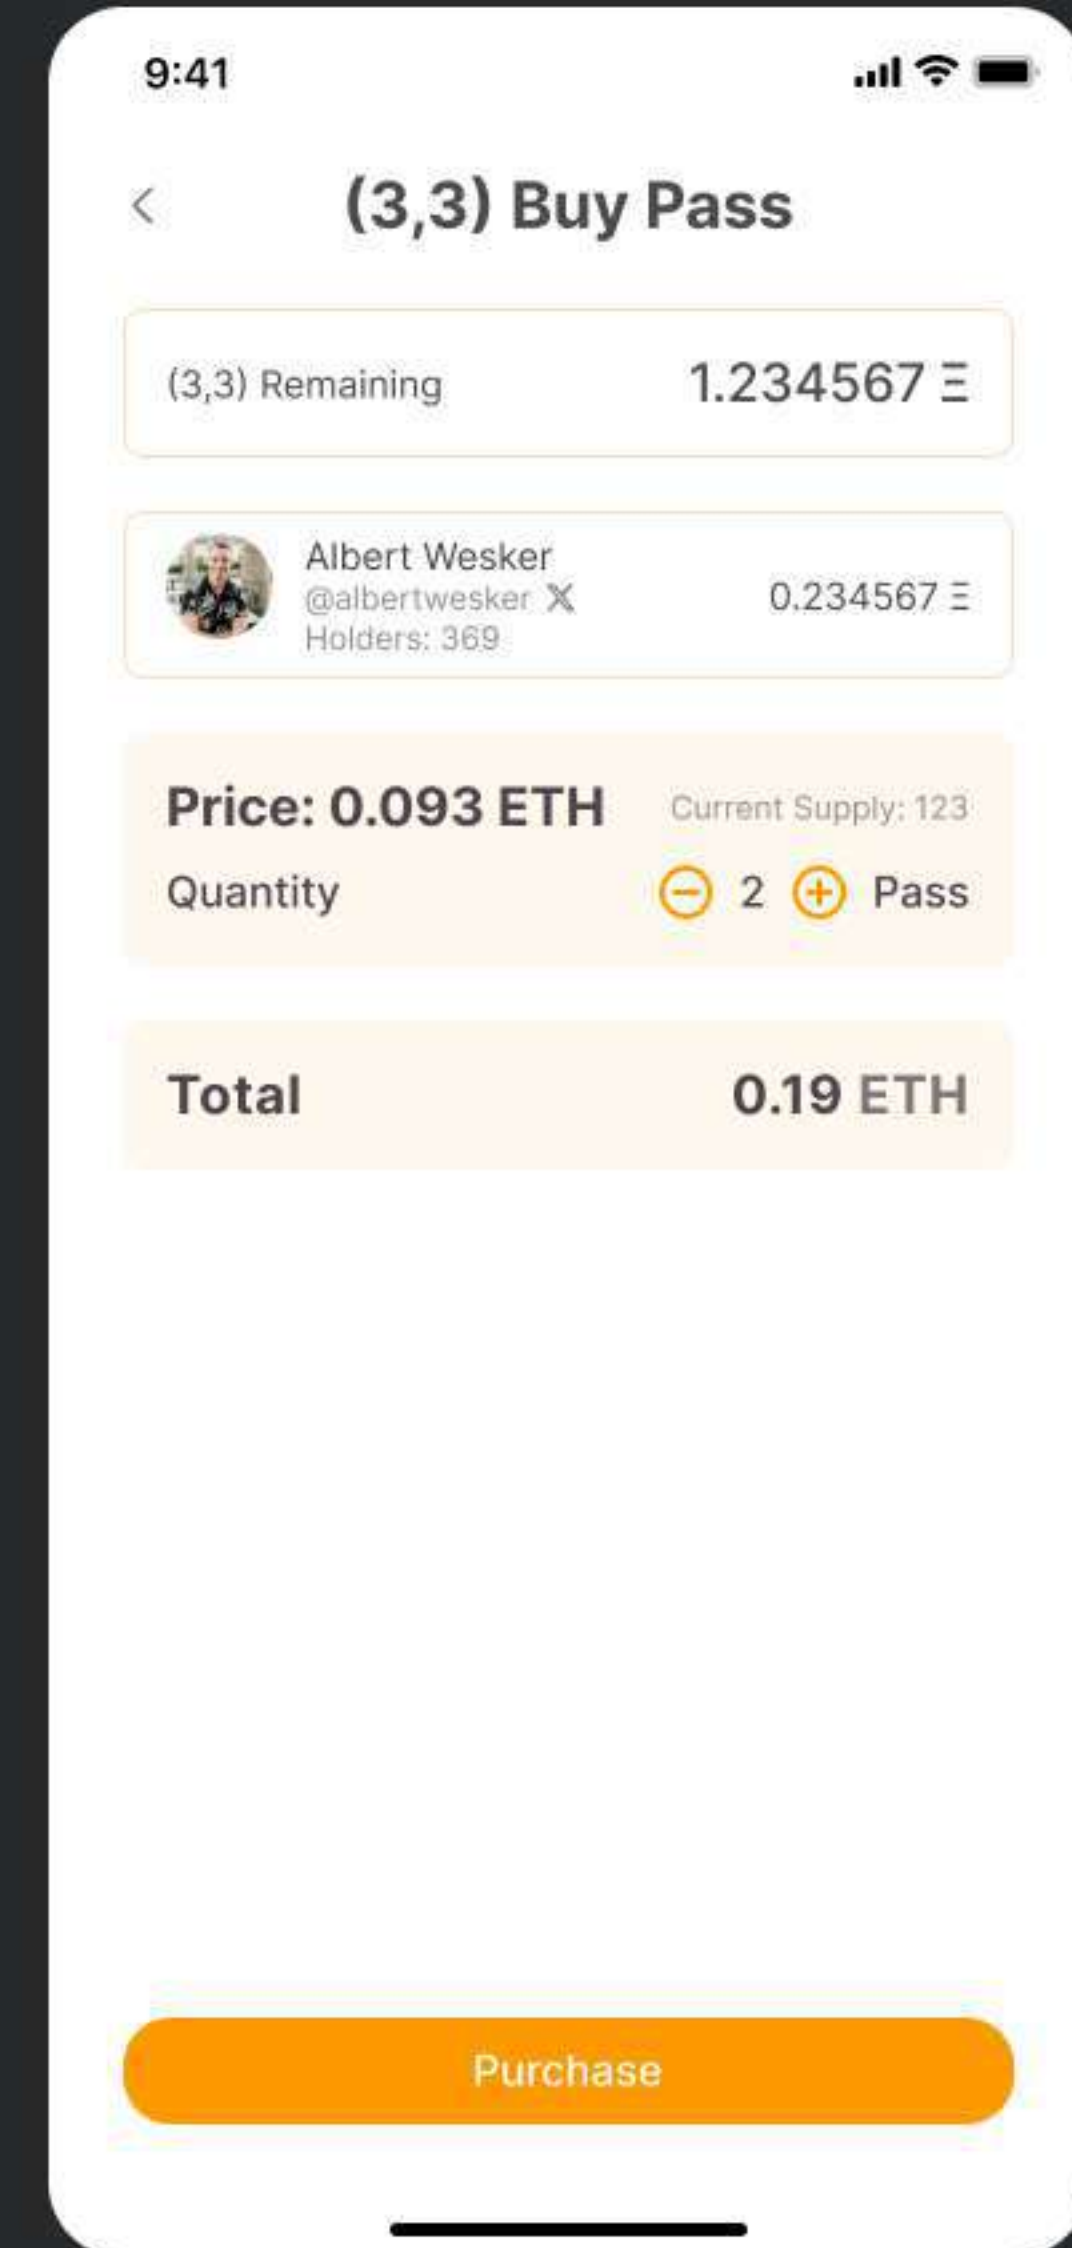 9:41
(3,3) Buy Pass
(3,3) Remaining 1.234567 Ξ
Albert Wesker
@albertwesker 𝕏
0.234567 Ξ
Holders: 369
Price: 0.093 ETH Current Supply: 123
Quantity 2 Pass
Total 0.19 ETH
Purchase